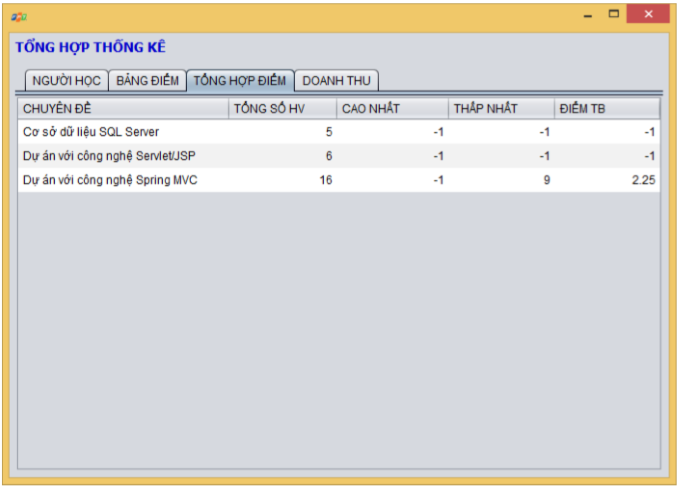 TỔNG HỢP THỐNG KÊ
NGƯỜI HỌC BẢNG ĐIỂM TỔNG HỢP ĐIỂM DOANH THU
CHUYÊN ĐỀ TỔNG SỐ HV CAO NHẤT THẤP NHẤT ĐIỂM TB
Cơ sở dữ liệu SQL Server 5 -1 -1 -1
Dự án với công nghệ Servlet/JSP 6 -1 -1 -1
Dự án với công nghệ Spring MVC 16 -1 9 2.25